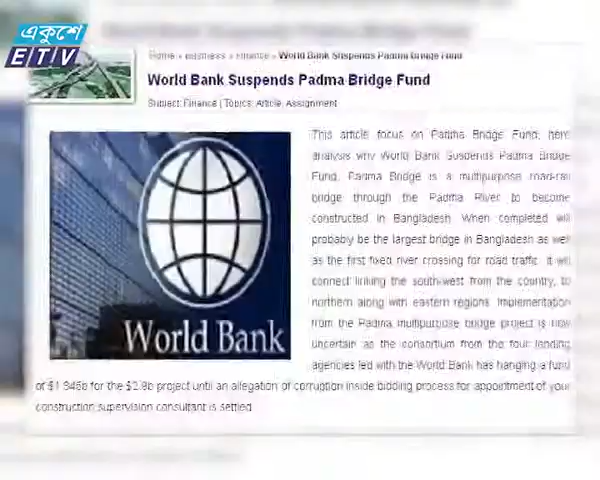 একুশে
ETV
Home » Business » Finance » World Bank Suspends Padma Bridge Fund
World Bank Suspends Padma Bridge Fund
Subject: Finance | Topics: Article, Assignment
This article focus on Padma Bridge Fund, here
analysis why World Bank Suspends Padma Bridge
Fund. Padma Bridge is a multipurpose road-rail
bridge through the Padma River to become
constructed in Bangladesh. When completed will
probably be the largest bridge in Bangladesh as well
as the first fixed river crossing for road traffic. It will
connect linking the south-west from the country, to
northern along with eastern regions. Implementation
from the Padma multipurpose bridge project is now
uncertain as the consortium from the four lending
agencies led with the World Bank has hanging a fund
of $1.345b for the $2.9b project until an allegation of corruption inside bidding process for appointment of your
construction supervision consultant is settled.
World Bank